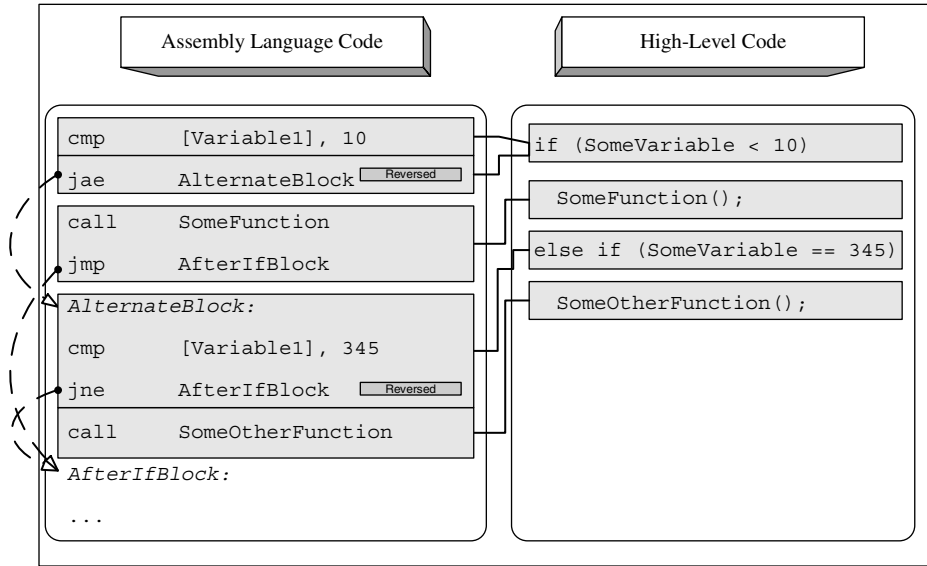 Assembly Language Code
High-Level Code
cmp [Variable1], 10
jae AlternateBlock Reversed
call SomeFunction
jmp AfterIfBlock
AlternateBlock:
cmp [Variable1], 345
jne AfterIfBlock Reversed
call SomeOtherFunction
AfterIfBlock:
...
if (SomeVariable < 10)
SomeFunction();
else if (SomeVariable == 345)
SomeOtherFunction();